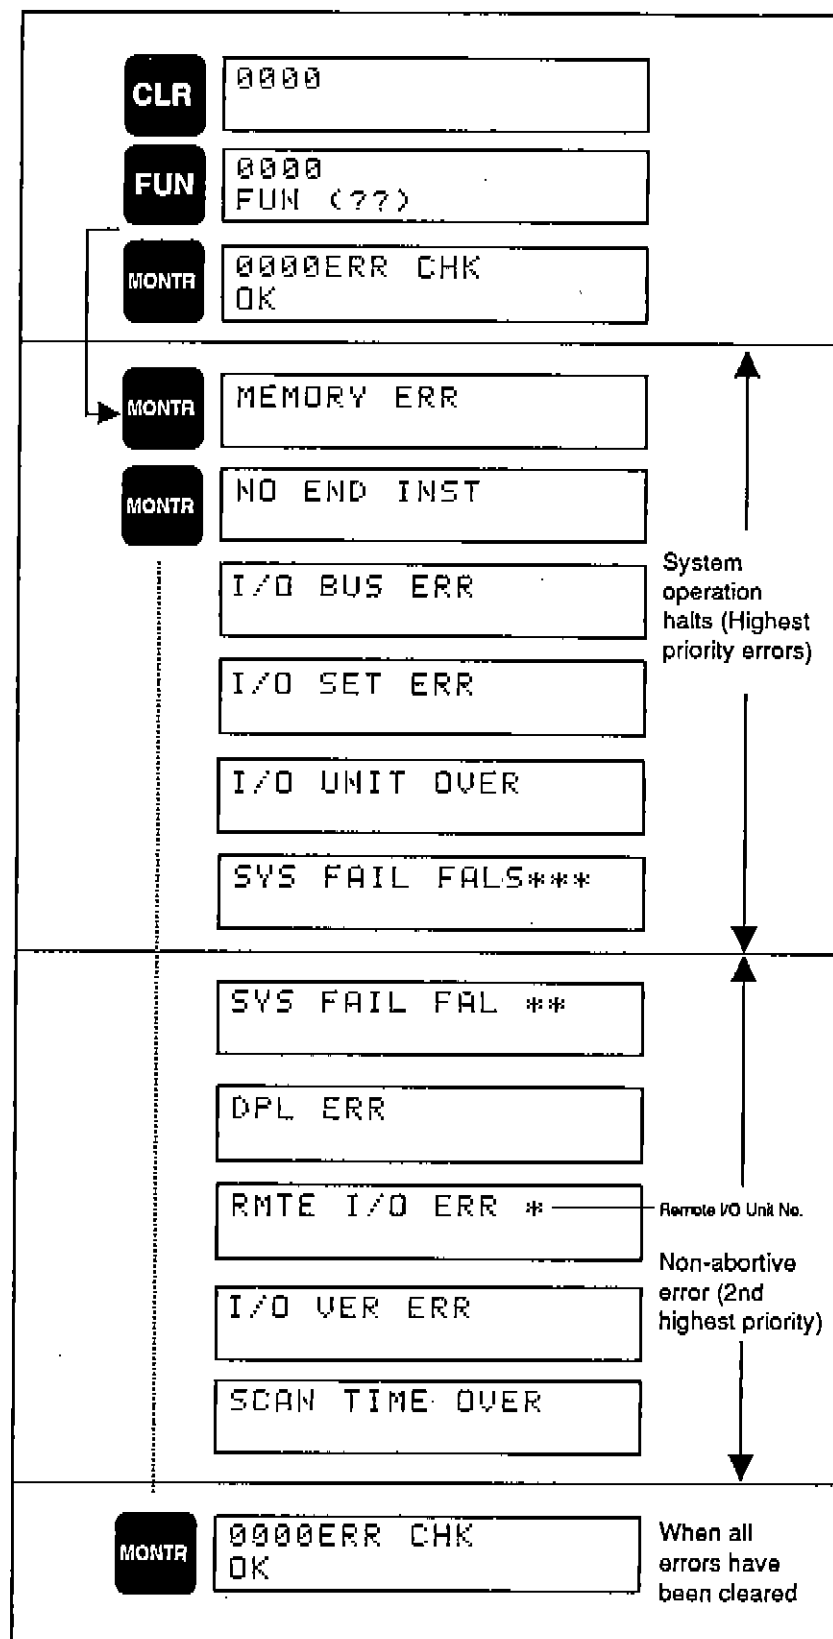 CLR
0000
FUN
0000
FUN (??)
MONTR
0000ERR CHK
OK
MONTR
MEMORY ERR
MONTR
NO END INST
I/O BUS ERR
I/O SET ERR
I/O UNIT OVER
SYS FAIL FALS***
System
operation
halts (Highest
priority errors)
SYS FAIL FAL **
DPL ERR
RMTE I/O ERR *
Remote I/O Unit No.
I/O VER ERR
SCAN TIME OVER
Non-abortive
error (2nd
highest priority)
MONTR
0000ERR CHK
OK
When all
errors have
been cleared